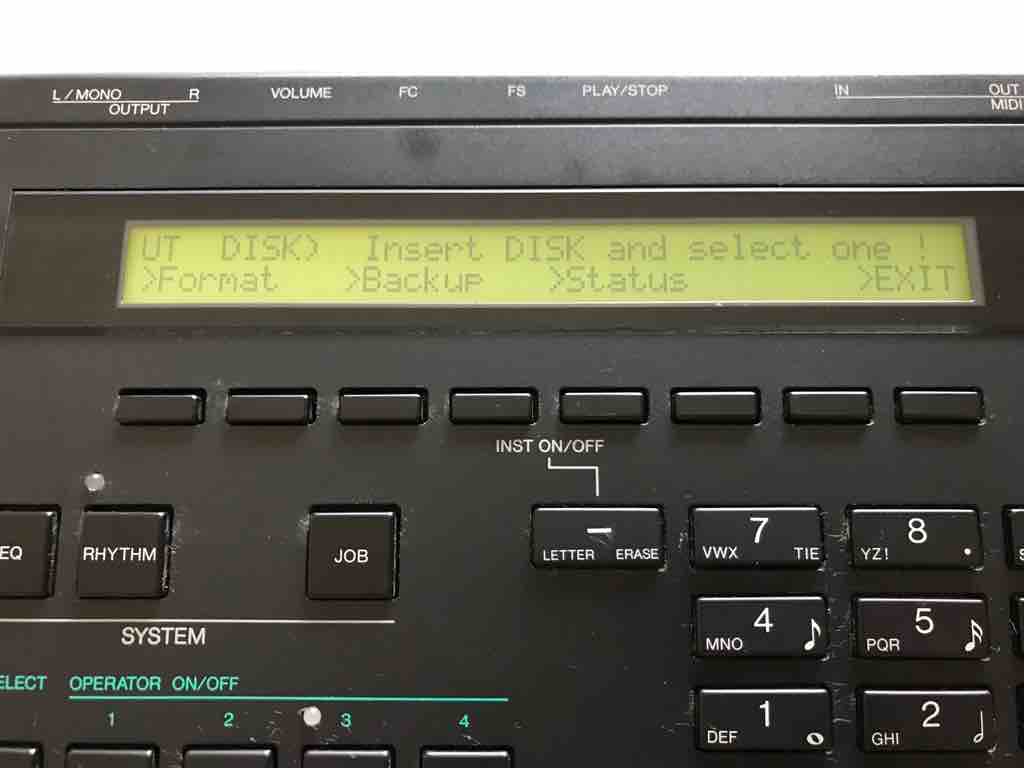 L / MONO R VOLUME FC FS PLAY/STOP IN OUT
OUTPUT MIDI
UT DISK) Insert DISK and select one !
>Format >Backup >Status >EXIT
INST ON/OFF
EQ RHYTHM JOB
– LETTER ERASE
7 VWX TIE
8 YZ!
4 MNO
5 PQR
SYSTEM
ELECT OPERATOR ON/OFF
1 2 3 4
1 DEF
2 GHI